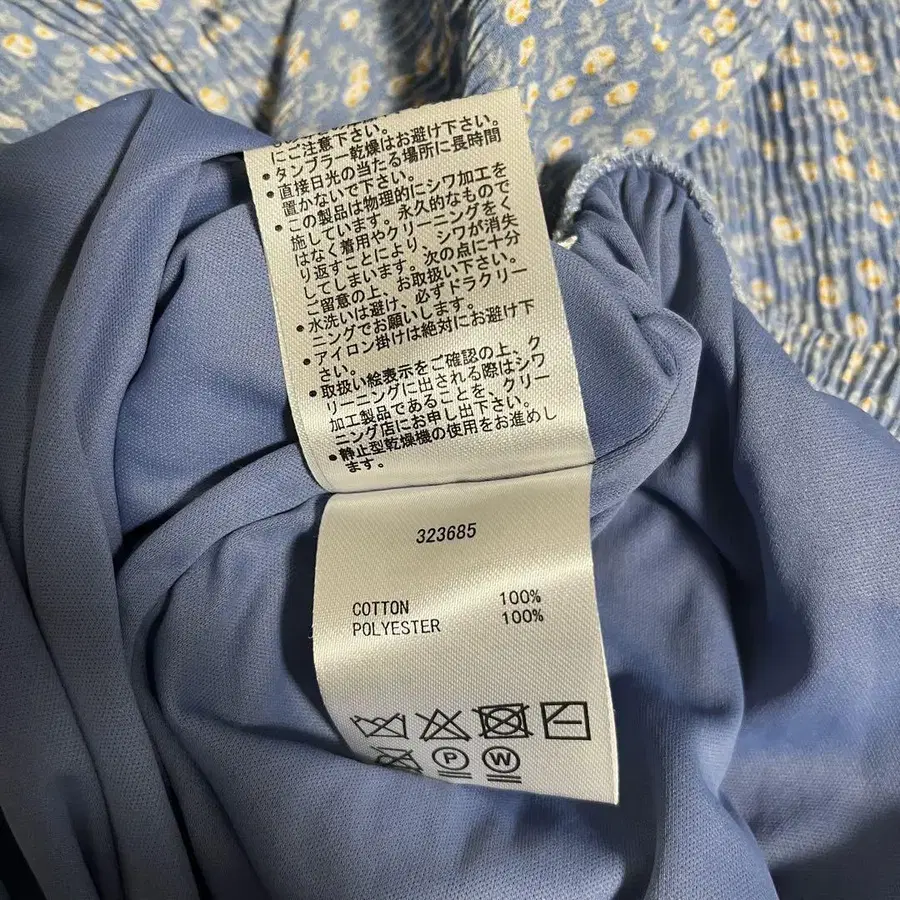 にご注意下さい。
• タンブラー乾燥はお避け下さい。
• 直接日光の当たる場所に長時間
置かないで下さい。
• この製品は物理的にシワ加工を
施しています。永久的なもので
はなく着用やクリーニングをく
り返すことにより、シワが消失
してしまいます。次の点に十分
ご留意の上、お取扱い下さい。
• 水洗いは避け、必ずドラクリー
ニングでお願いします。
• アイロン掛けは絶対にお避け下
さい。
• 取扱い絵表示をご確認の上、ク
リーニングに出される際はシワ
加工製品であることを、クリー
ニング店にお申し出下さい。
• 静止型乾燥機の使用をお進めし
ます。
323685
COTTON 100%
POLYESTER 100%
P W